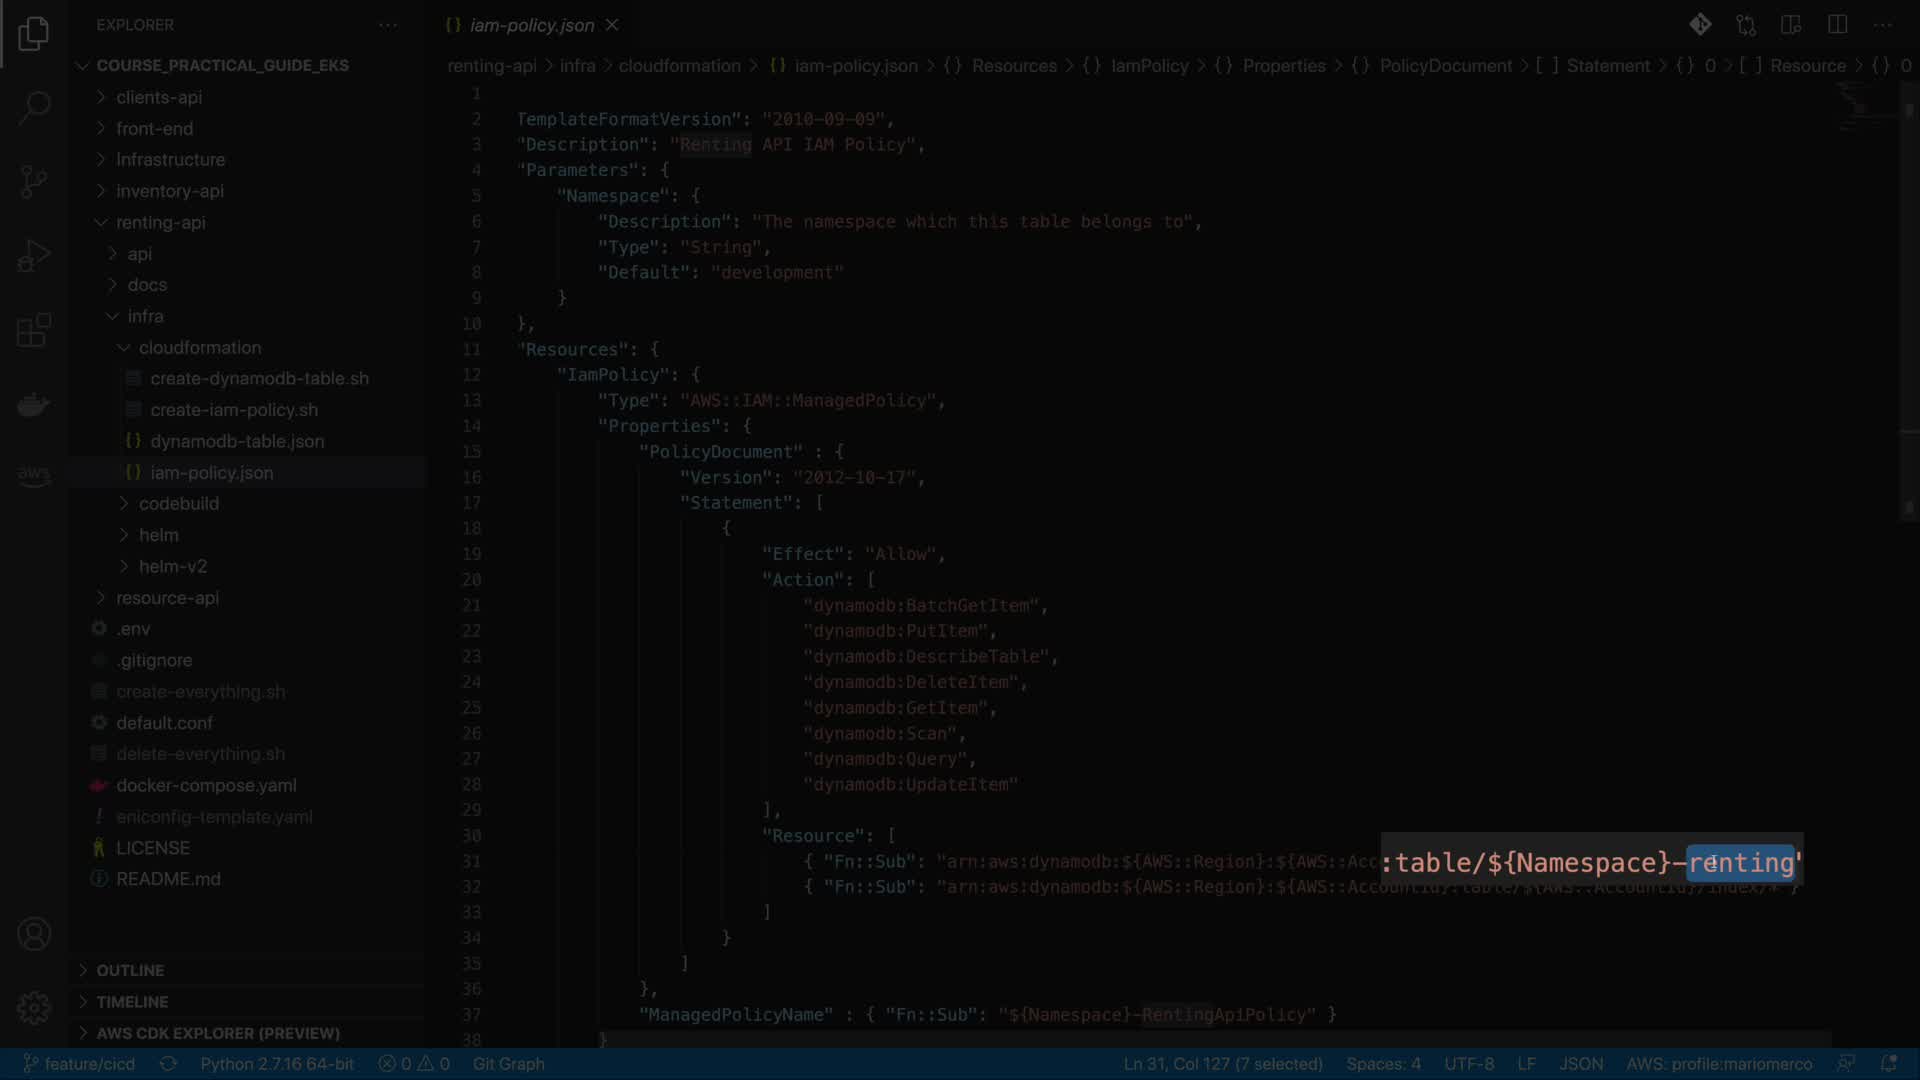 EXPLORER
COURSE_PRACTICAL_GUIDE_EKS
clients-api
front-end
Infrastructure
inventory-api
renting-api
api
docs
infra
cloudformation
create-dynamodb-table.sh
create-iam-policy.sh
dynamodb-table.json
iam-policy.json
codebuild
helm
helm-v2
resource-api
.env
.gitignore
create-everything.sh
default.conf
delete-everything.sh
docker-compose.yaml
eniconfig-template.yaml
LICENSE
README.md
OUTLINE
TIMELINE
AWS CDK EXPLORER (PREVIEW)
aws
iam-policy.json
renting-api > infra > cloudformation > {} iam-policy.json > {} Resources > {} IamPolicy > {} Properties > {} PolicyDocument > [ ] Statement > {} 0 > [ ] Resource > {} 0
1
2 TemplateFormatVersion": "2010-09-09",
3 "Description": "Renting API IAM Policy",
4 "Parameters": {
5 "Namespace": {
6 "Description": "The namespace which this table belongs to",
7 "Type": "String",
8 "Default": "development"
9 }
10 },
11 "Resources": {
12 "IamPolicy": {
13 "Type": "AWS::IAM::ManagedPolicy",
14 "Properties": {
15 "PolicyDocument" : {
16 "Version": "2012-10-17",
17 "Statement": [
18 {
19 "Effect": "Allow",
20 "Action": [
21 "dynamodb:BatchGetItem",
22 "dynamodb:PutItem",
23 "dynamodb:DescribeTable",
24 "dynamodb:DeleteItem",
25 "dynamodb:GetItem",
26 "dynamodb:Scan",
27 "dynamodb:Query",
28 "dynamodb:UpdateItem"
29 ],
30 "Resource": [
31 { "Fn::Sub": "arn:aws:dynamodb:${AWS::Region}:${AWS::Acc :table/${Namespace}-renting"
32 { "Fn::Sub": "arn:aws:dynamodb:${AWS::Region}:${AWS::AccountId}:table/${AWS::AccountId}/index/*" }
33 ]
34 }
35 ]
36 },
37 "ManagedPolicyName" : { "Fn::Sub": "${Namespace}-RentingApiPolicy" }
38 }
feature/cicd Python 2.7.16 64-bit 0 0 Git Graph Ln 31, Col 127 (7 selected) Spaces: 4 UTF-8 LF JSON AWS: profile:mariomerco